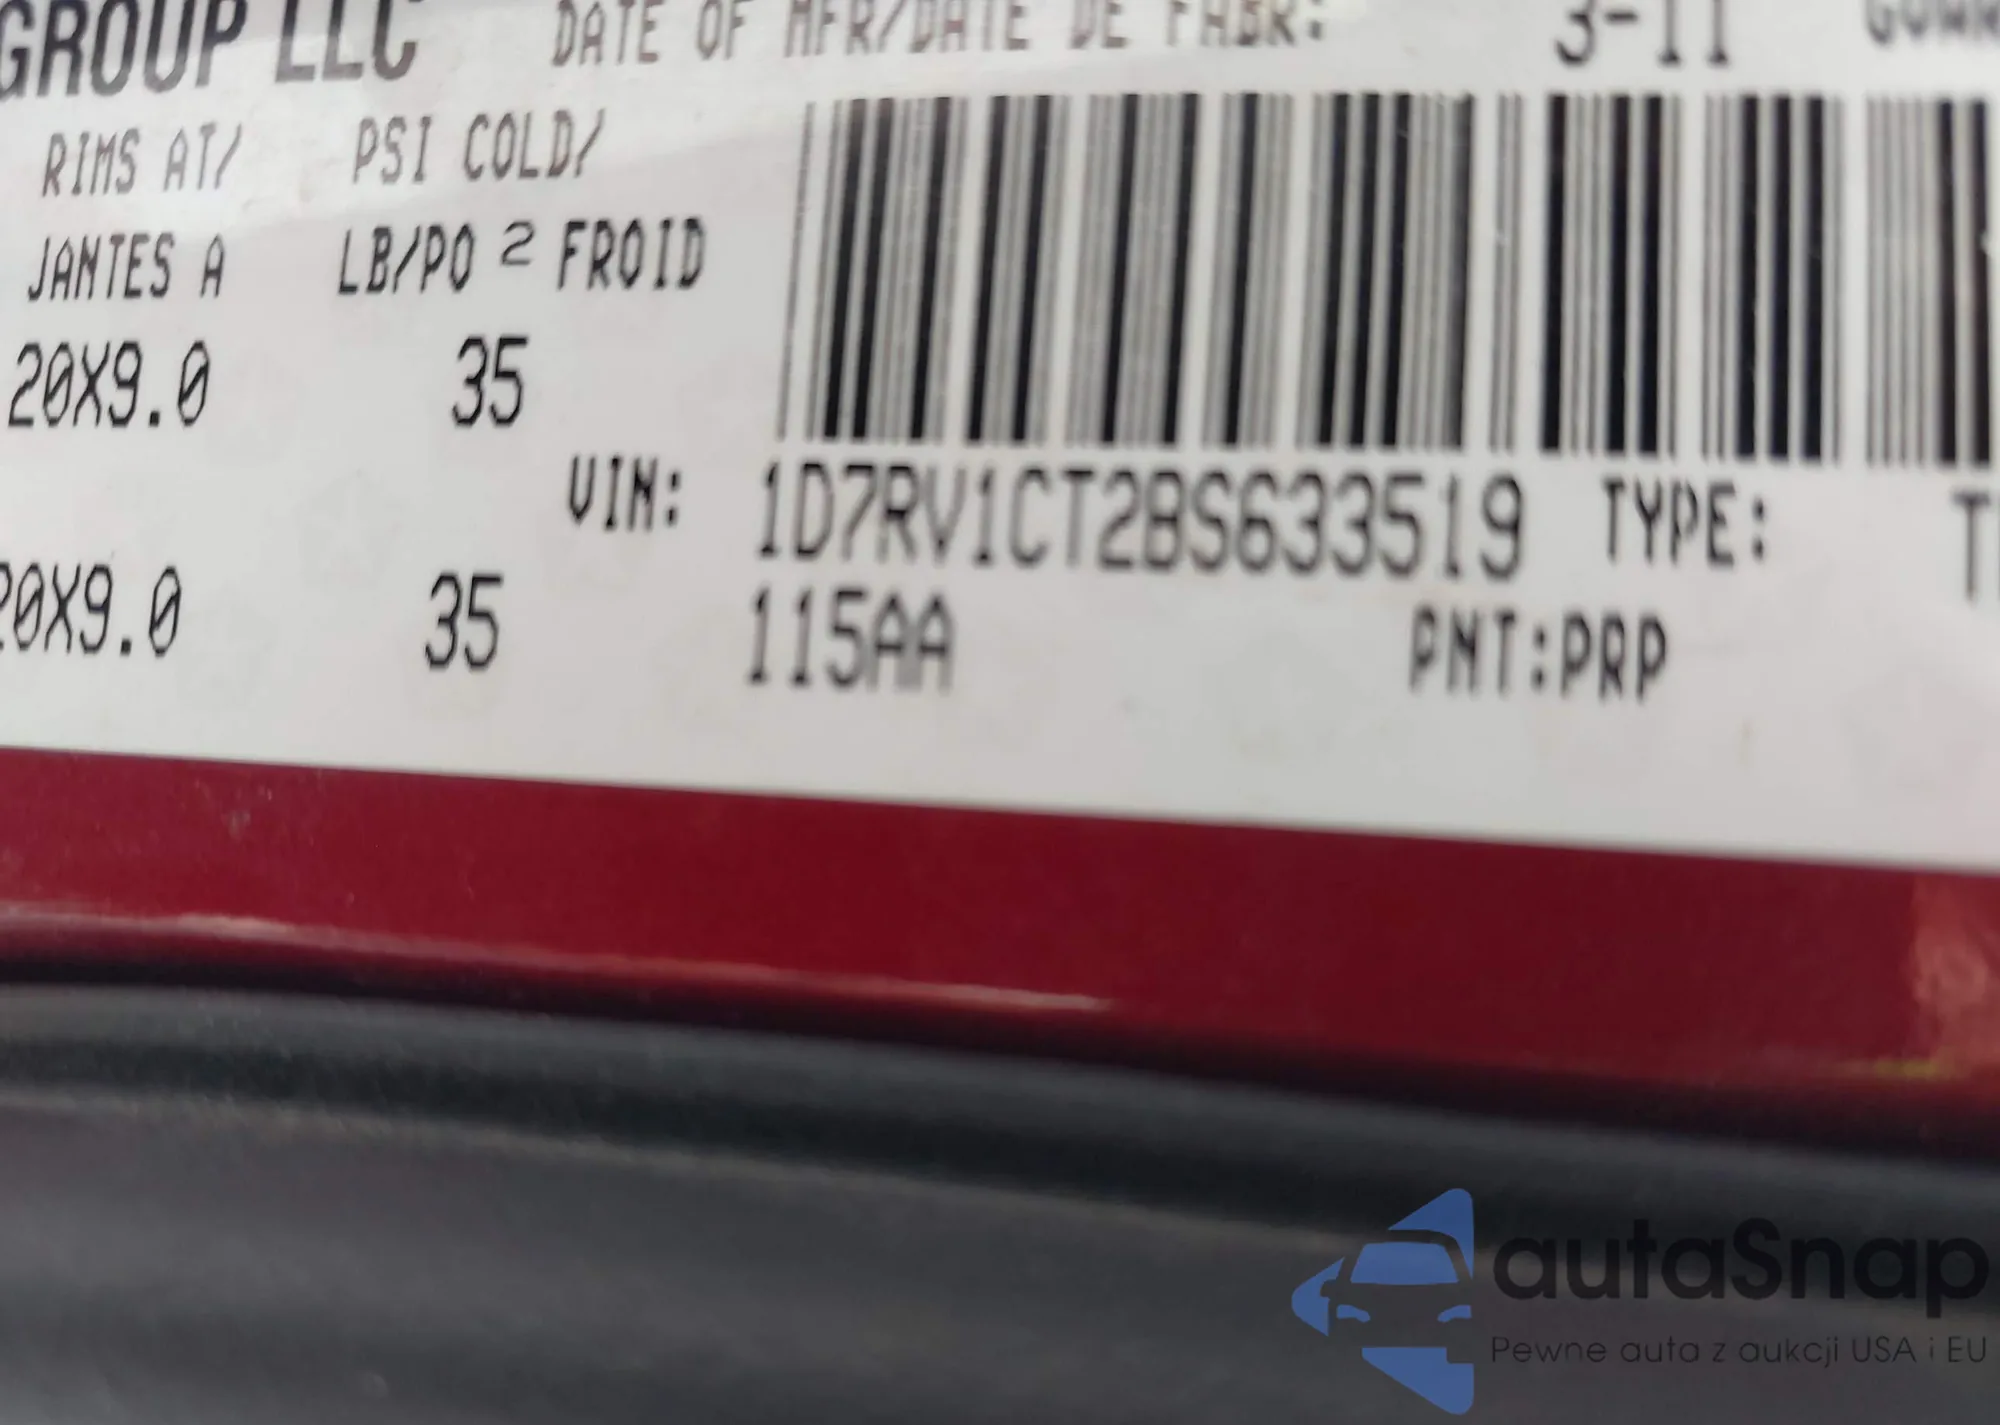 GROUP LLC DATE OF MFR/DATE DE FABR: 3-11
RIMS AT/ PSI COLD/
JANTES A LB/PO 2 FROID
20X9.0 35
VIN: 1D7RV1CT2BS633519 TYPE:
20X9.0 35 115AA PNT:PRP
autaSnap
Pewne auta z aukcji USA i EU